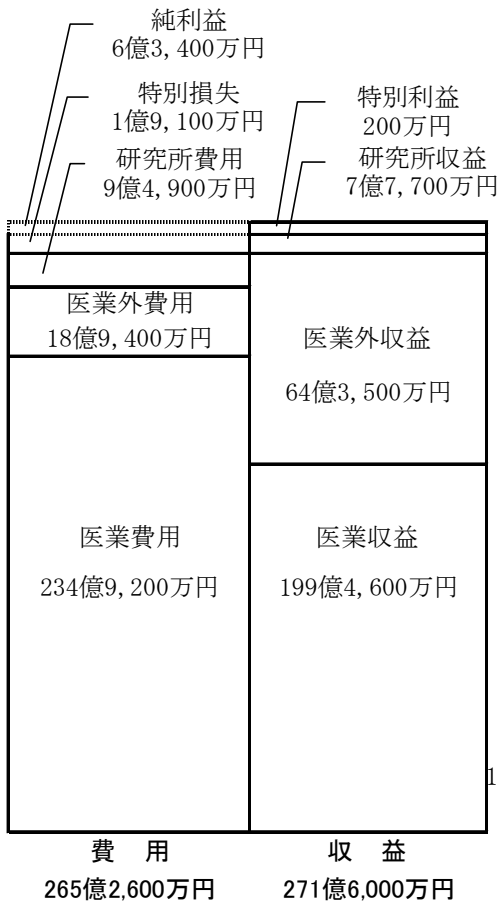 純利益
6億3,400万円
特別損失
1億9,100万円
特別利益
200万円
研究所費用
9億4,900万円
研究所収益
7億7,700万円
医業外費用
18億9,400万円
医業外収益
64億3,500万円
医業費用
234億9,200万円
医業収益
199億4,600万円
1
費　用
収　益
265億2,600万円
271億6,000万円